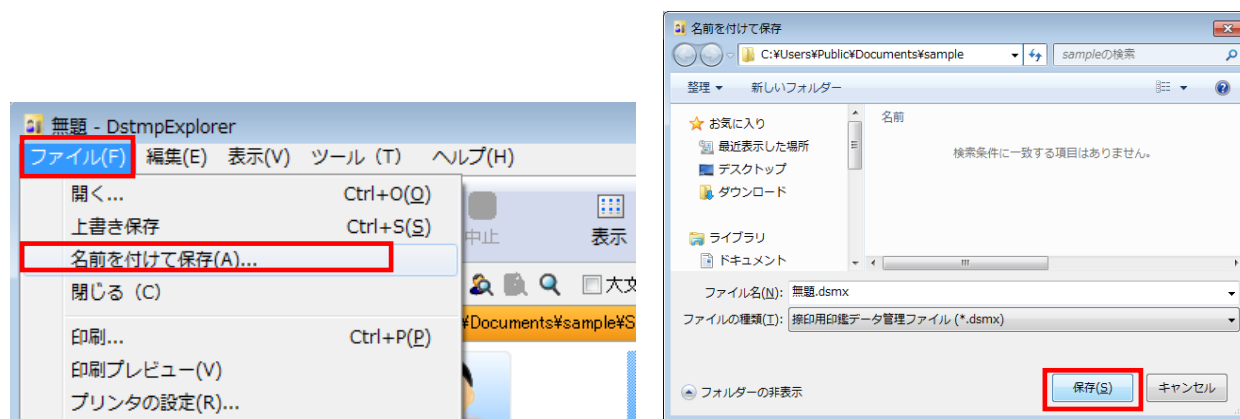 無題 - DstmpExplorer
ファイル(F) 編集(E) 表示(V) ツール (T) ヘルプ(H)
開く... Ctrl+O(O)
上書き保存 Ctrl+S(S)
名前を付けて保存(A)...
閉じる (C)
印刷... Ctrl+P(P)
印刷プレビュー(V)
プリンタの設定(R)...
中止 表示
大文
¥Documents¥sample¥S
名前を付けて保存
C:¥Users¥Public¥Documents¥sample sampleの検索
整理 新しいフォルダー
お気に入り
最近表示した場所
デスクトップ
ダウンロード
ライブラリ
ドキュメント
名前
検索条件に一致する項目はありません。
ファイル名(N): 無題.dsmx
ファイルの種類(T): 捺印用印鑑データ管理ファイル (*.dsmx)
フォルダーの非表示 保存(S) キャンセル